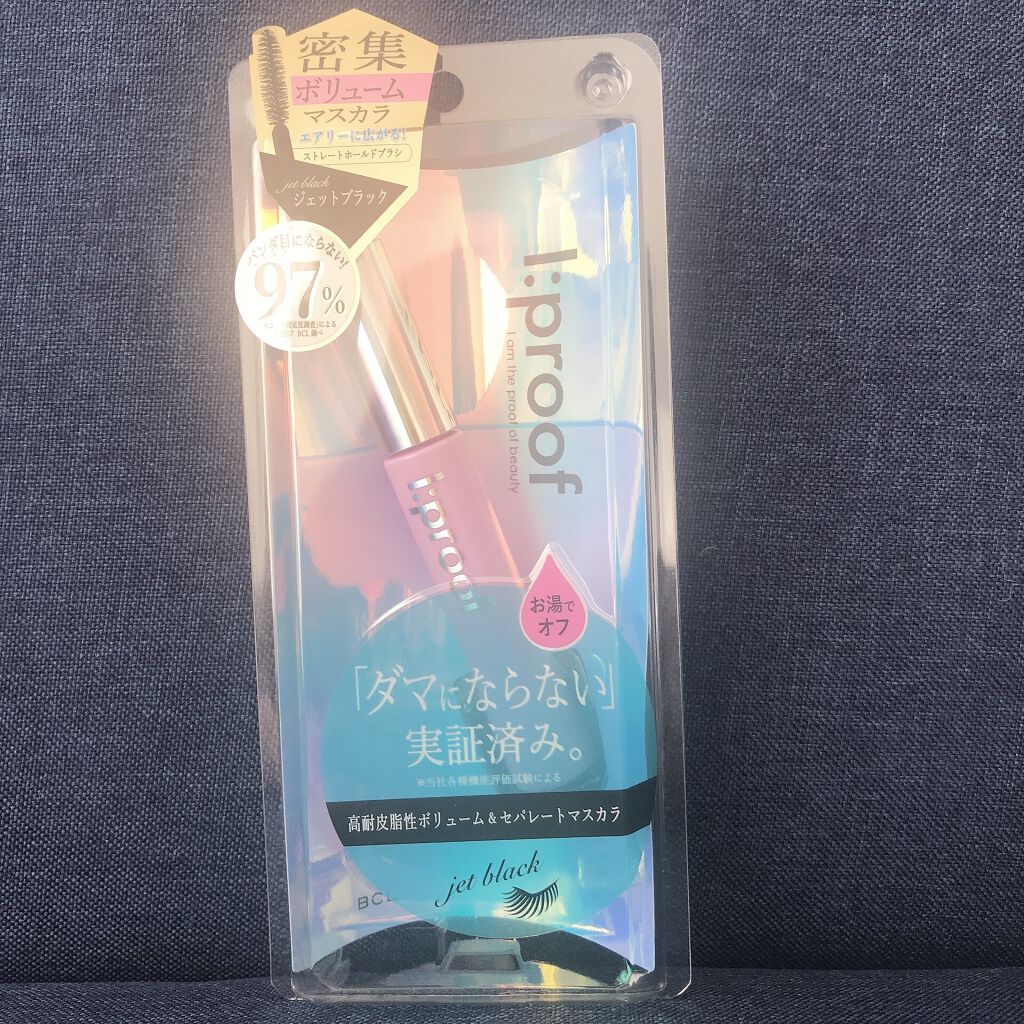 密集
ボリューム
マスカラ
エアリーに広がる!
ストレートホールドブラシ
jet black
ジェットブラック
パンダ目にならない!
97%
BCL調べ
I:proof
I am the proof of beauty
I:proof
お湯で
オフ
「ダマにならない」
実証済み。
※当社各種機能評価試験による
高耐皮脂性ボリューム&セパレートマスカラ
jet black
BCL